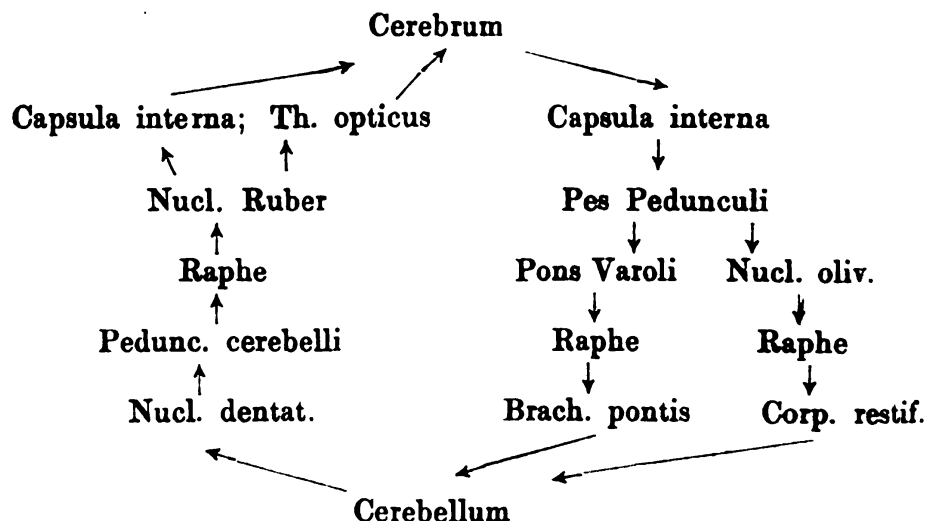 Cerebrum
Capsula interna; Th. opticus Capsula interna
Nucl. Ruber Pes Pedunculi
Raphe Pons Varoli Nucl. oliv.
Pedunc. cerebelli Raphe Raphe
Nucl. dentat. Brach. pontis Corp. restif.
Cerebellum